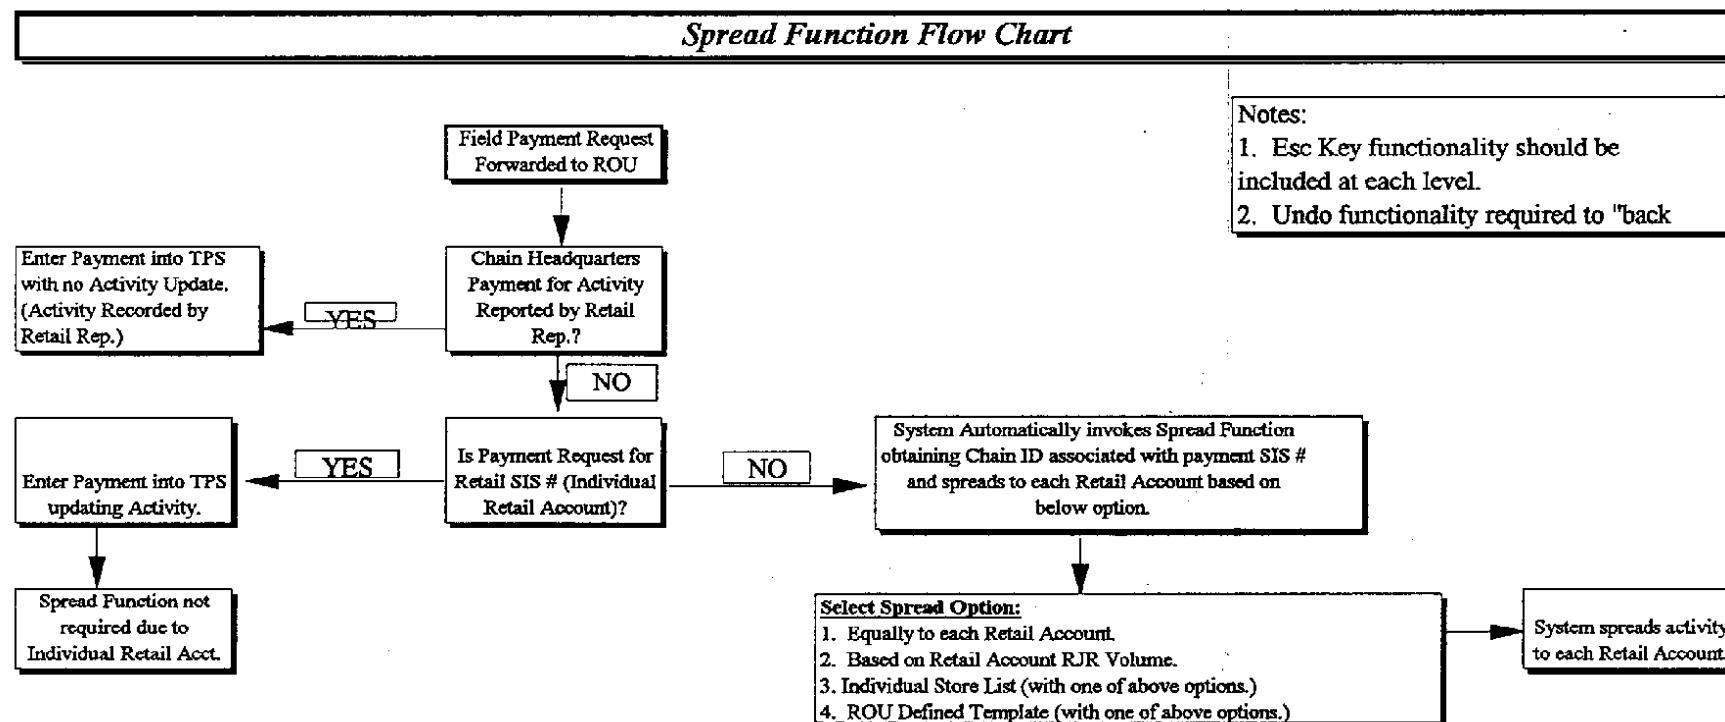 Spread Function Flow Chart
Notes:
1. Esc Key functionality should be
included at each level.
2. Undo functionality required to "back
Field Payment Request
Forwarded to ROU
Chain Headquarters
Payment for Activity
Reported by Retail
Rep.?
YES
Enter Payment into TPS
with no Activity Update.
(Activity Recorded by
Retail Rep.)
NO
Is Payment Request for
Retail SIS # (Individual
Retail Account)?
YES
Enter Payment into TPS
updating Activity.
Spread Function not
required due to
Individual Retail Acct.
NO
System Automatically invokes Spread Function
obtaining Chain ID associated with payment SIS #
and spreads to each Retail Account based on
below option.
Select Spread Option:
1. Equally to each Retail Account.
2. Based on Retail Account RJR Volume.
3. Individual Store List (with one of above options.)
4. ROU Defined Template (with one of above options.)
System spreads activity
to each Retail Account.